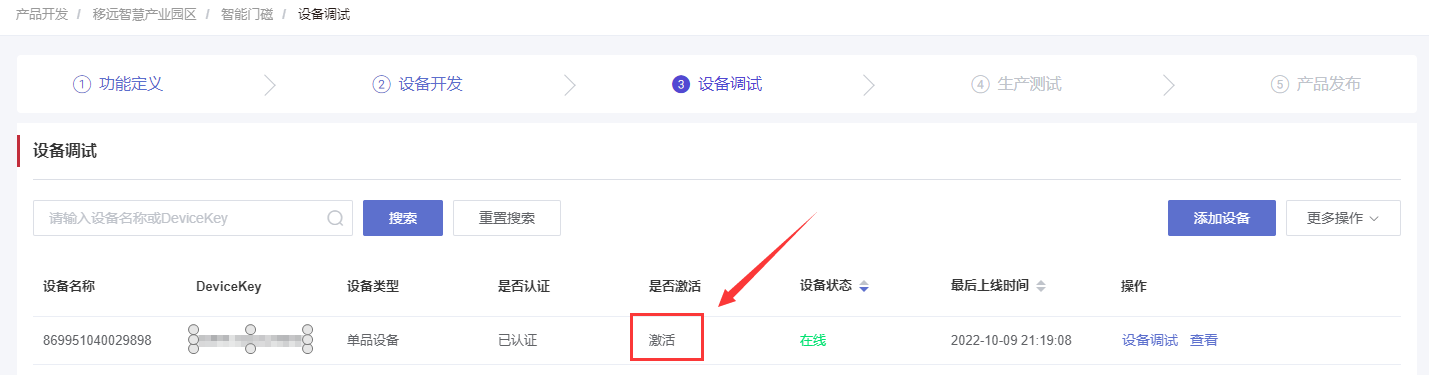 产品开发 / 移远智慧产业园区 / 智能门磁 / 设备调试
1 功能定义 2 设备开发 3 设备调试 4 生产测试 5 产品发布
设备调试
请输入设备名称或DeviceKey 搜索 重置搜索 添加设备 更多操作
设备名称 DeviceKey 设备类型 是否认证 是否激活 设备状态 最后上线时间 操作
869951040029898 单品设备 已认证 激活 在线 2022-10-09 21:19:08 设备调试 查看